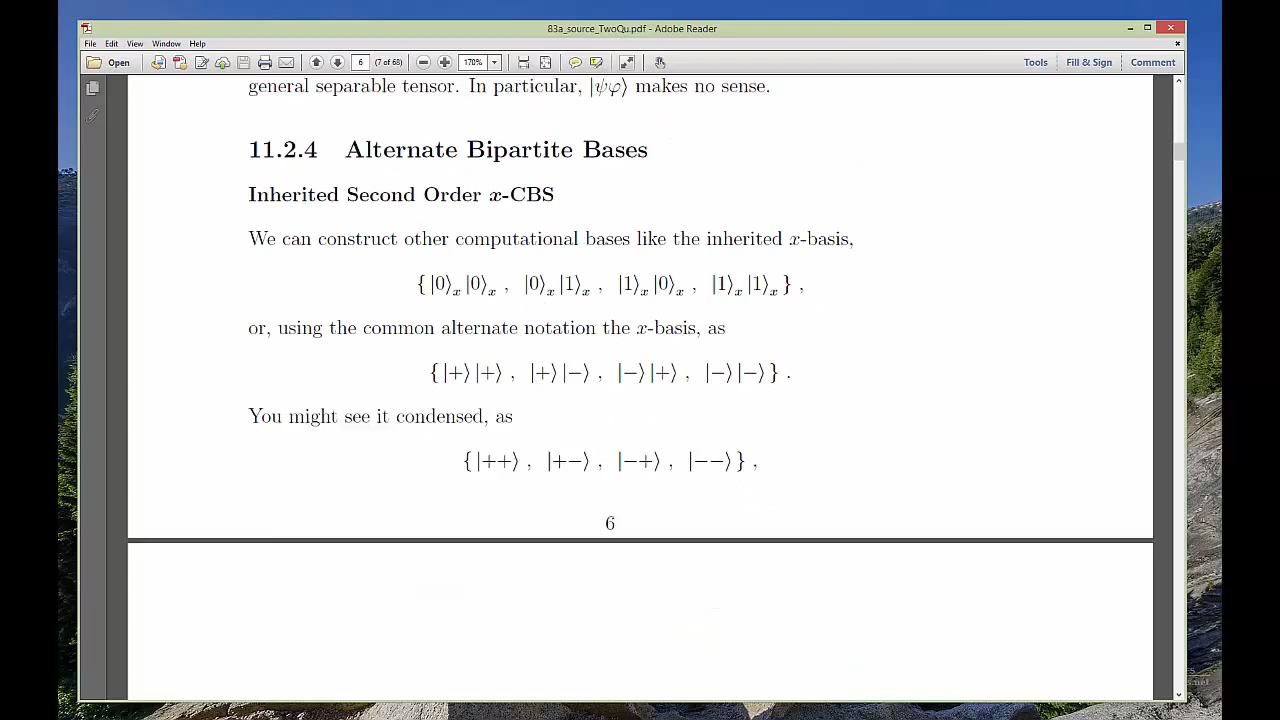 83a_source_TwoQu.pdf - Adobe Reader
File Edit View Window Help
Open 6 (7 of 68) 170% Tools Fill & Sign Comment
general separable tensor. In particular, |ψφ⟩ makes no sense.
11.2.4 Alternate Bipartite Bases
Inherited Second Order x-CBS
We can construct other computational bases like the inherited x-basis,
{ |0⟩ₓ |0⟩ₓ , |0⟩ₓ |1⟩ₓ , |1⟩ₓ |0⟩ₓ , |1⟩ₓ |1⟩ₓ } ,
or, using the common alternate notation the x-basis, as
{ |+⟩ |+⟩ , |+⟩ |−⟩ , |−⟩ |+⟩ , |−⟩ |−⟩ } .
You might see it condensed, as
{ |++⟩ , |+−⟩ , |−+⟩ , |−−⟩ } ,
6